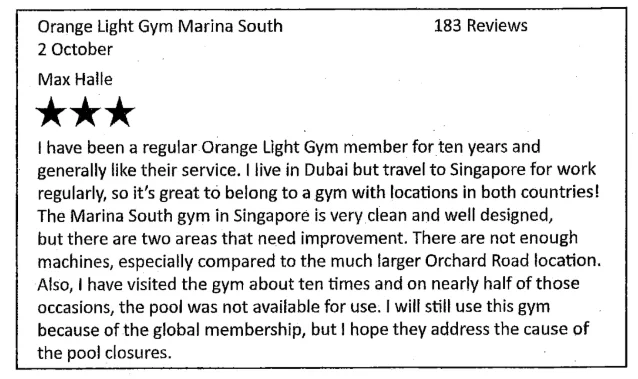 Orange Light Gym Marina South 183 Reviews
2 October
Max Halle
★★★
I have been a regular Orange Light Gym member for ten years and
generally like their service. I live in Dubai but travel to Singapore for work
regularly, so it's great to belong to a gym with locations in both countries!
The Marina South gym in Singapore is very clean and well designed,
but there are two areas that need improvement. There are not enough
machines, especially compared to the much larger Orchard Road location.
Also, I have visited the gym about ten times and on nearly half of those
occasions, the pool was not available for use. I will still use this gym
because of the global membership, but I hope they address the cause of
the pool closures.